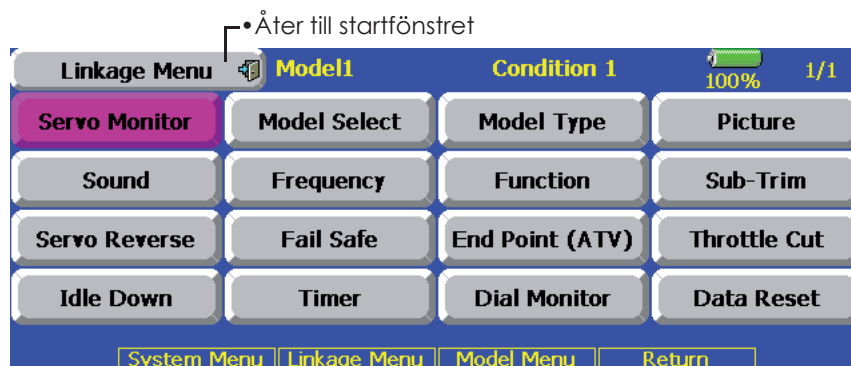 •Åter till startfönstret
Linkage Menu Model1 Condition 1 100% 1/1
Servo Monitor Model Select Model Type Picture
Sound Frequency Function Sub-Trim
Servo Reverse Fail Safe End Point (ATV) Throttle Cut
Idle Down Timer Dial Monitor Data Reset
System Menu Linkage Menu Model Menu Return